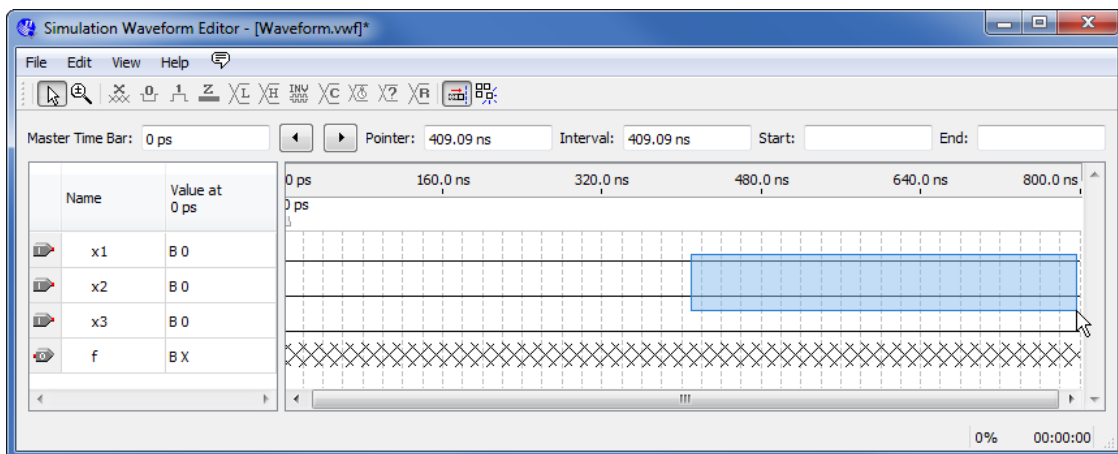 Simulation Waveform Editor - [Waveform.vwf]*
File Edit View Help
Master Time Bar: 0 ps Pointer: 409.09 ns Interval: 409.09 ns Start: End:
Name Value at 0 ps
0 ps 160.0 ns 320.0 ns 480.0 ns 640.0 ns 800.0 ns
0 ps
x1 B 0
x2 B 0
x3 B 0
f B X
0% 00:00:00